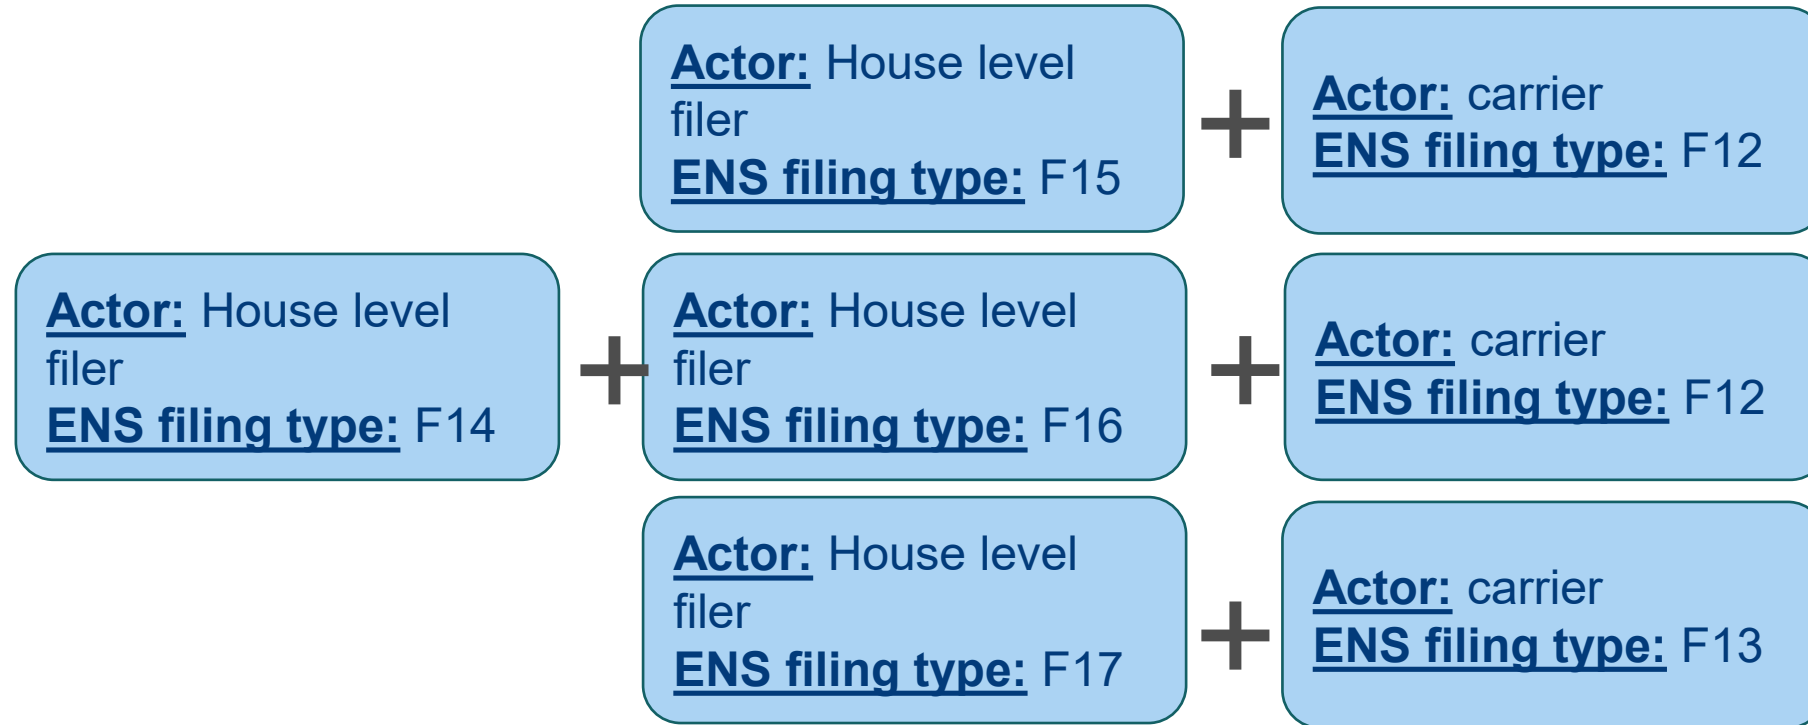 Actor: House level
filer
ENS filing type: F15
+
Actor: carrier
ENS filing type: F12
Actor: House level
filer
ENS filing type: F14
+
Actor: House level
filer
ENS filing type: F16
+
Actor: carrier
ENS filing type: F12
Actor: House level
filer
ENS filing type: F17
+
Actor: carrier
ENS filing type: F13